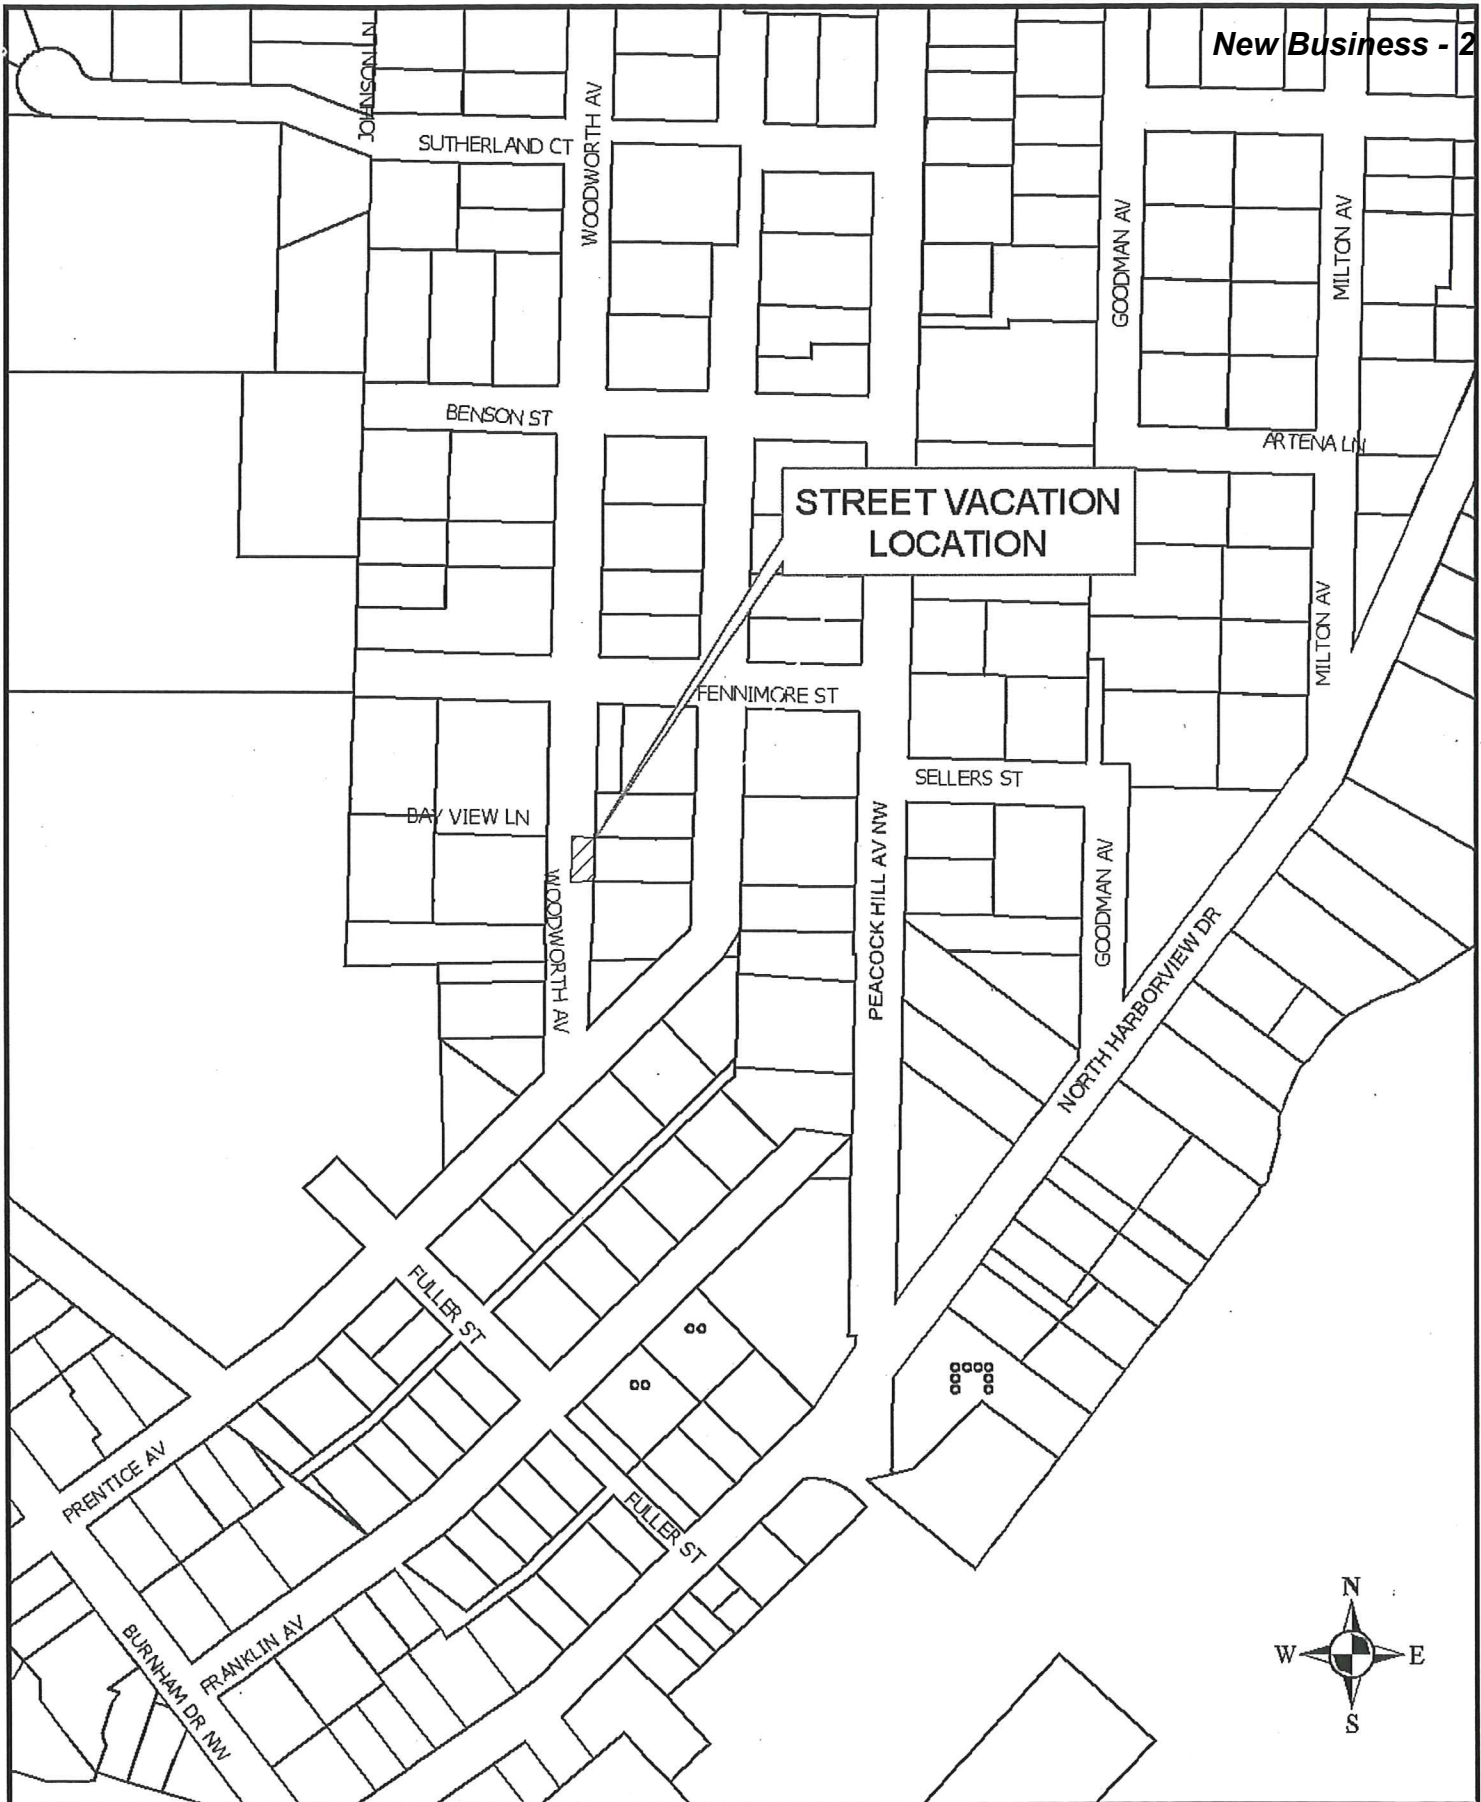 New Business - 2
JOHNSON LN
WOODWORTH AV
SUTHERLAND CT
GOODMAN AV
MILTON AV
BENSON ST
ARTENA LN
STREET VACATION
LOCATION
MILTON AV
FENNIMORE ST
SELLERS ST
BAY VIEW LN
PEACOCK HILL AV NW
GOODMAN AV
WOODWORTH AV
NORTH HARBORVIEW DR
FULLER ST
PRENTICE AV
FULLER ST
FRANKLIN AV
BURNHAM DR NW
N
W E
S